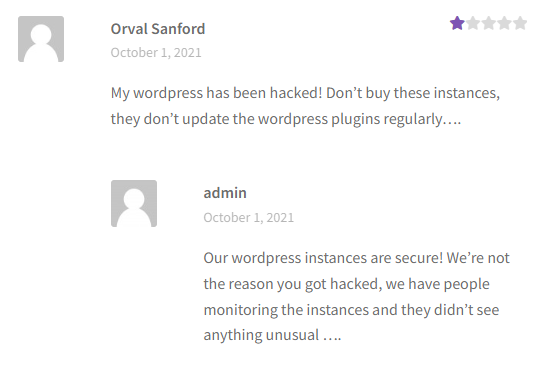 Orval Sanford
October 1, 2021
My wordpress has been hacked! Don’t buy these instances,
they don’t update the wordpress plugins regularly….
admin
October 1, 2021
Our wordpress instances are secure! We’re not
the reason you got hacked, we have people
monitoring the instances and they didn’t see
anything unusual ….